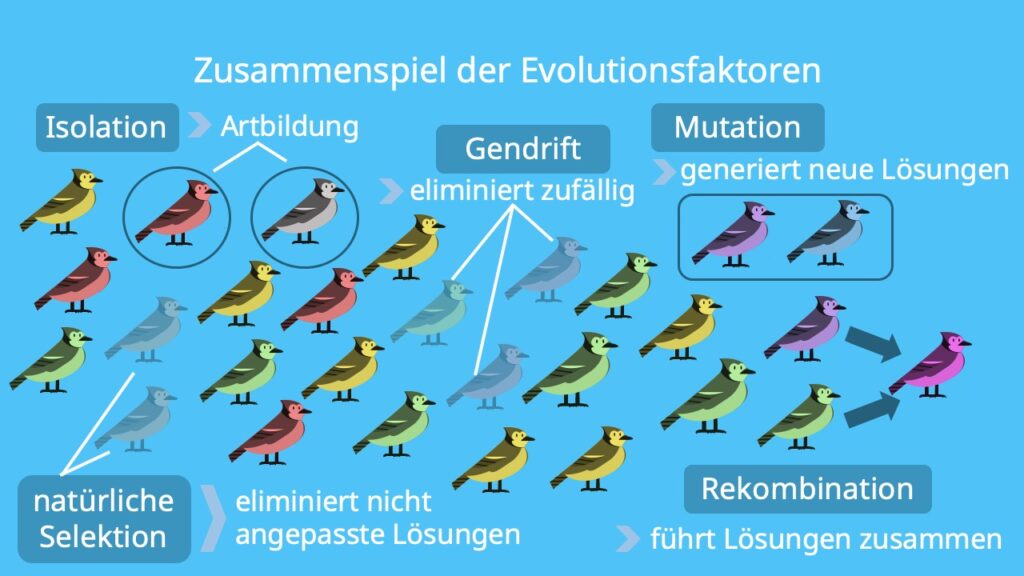 Zusammenspiel der Evolutionsfaktoren
Isolation
Artbildung
Gendrift
eliminiert zufällig
Mutation
generiert neue Lösungen
natürliche
Selektion
eliminiert nicht
angepasste Lösungen
Rekombination
führt Lösungen zusammen